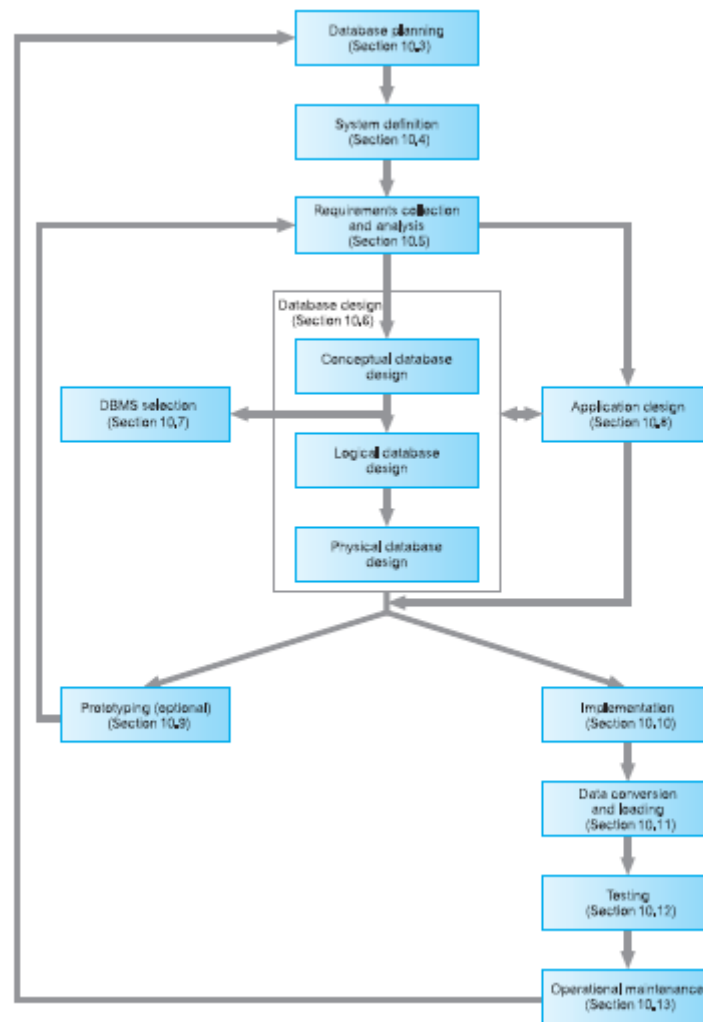 Database planning
(Section 10.3)
System definition
(Section 10.4)
Requirements collection
and analysis
(Section 10.5)
Database design
(Section 10.6)
Conceptual database
design
DBMS selection
(Section 10.7)
Application design
(Section 10.8)
Logical database
design
Physical database
design
Prototyping (optional)
(Section 10.9)
Implementation
(Section 10.10)
Data conversion
and loading
(Section 10.11)
Testing
(Section 10.12)
Operational maintenance
(Section 10.13)